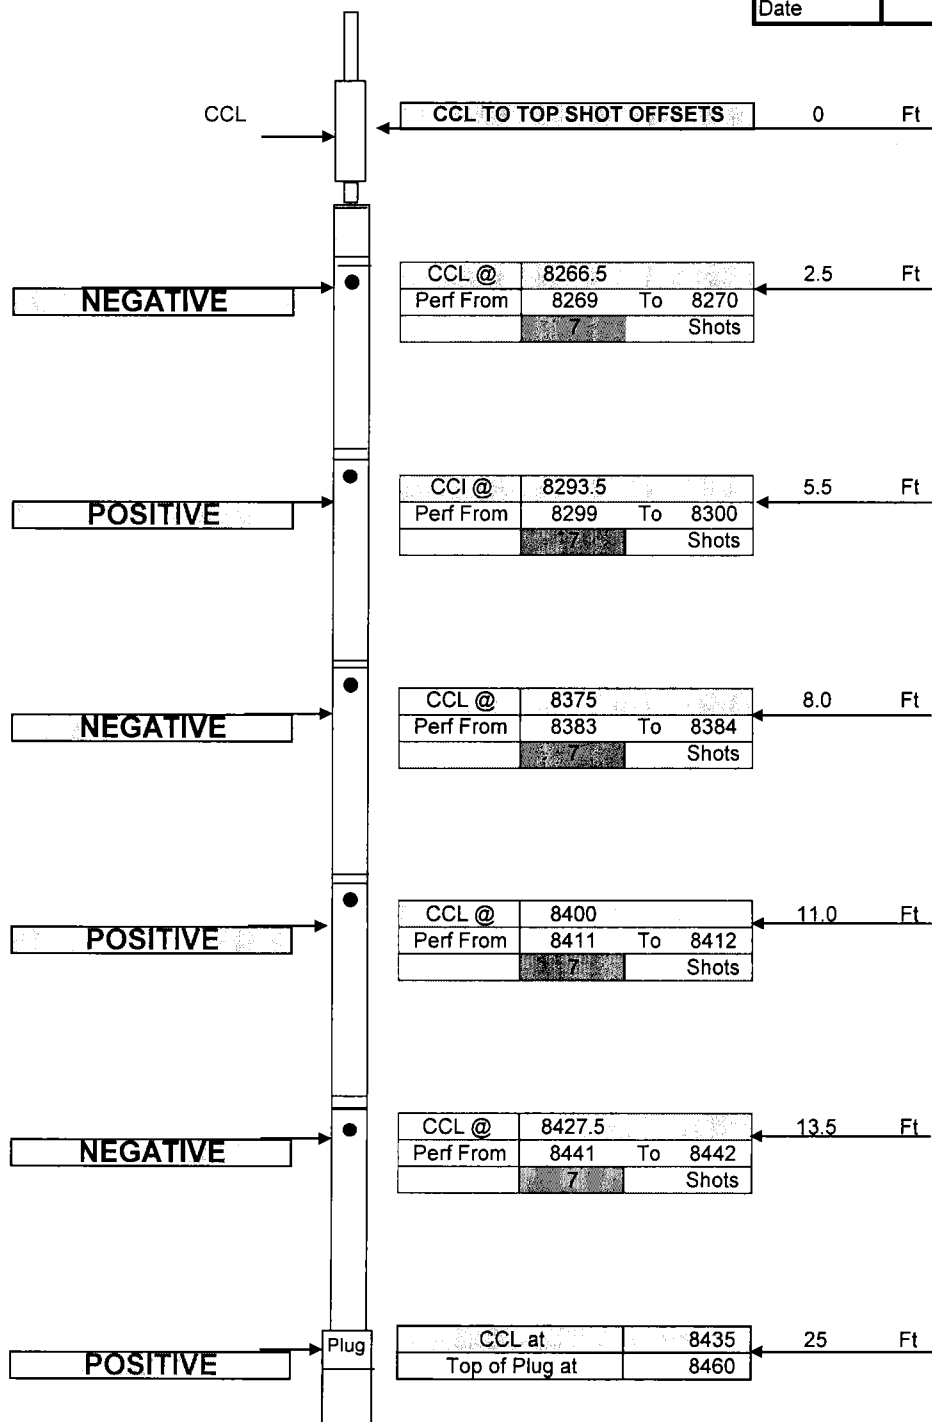 Date
CCL
CCL TO TOP SHOT OFFSETS 0 Ft
CCL @ 8266.5 2.5 Ft
NEGATIVE Perf From 8269 To 8270
7 Shots
CCI @ 8293.5 5.5 Ft
POSITIVE Perf From 8299 To 8300
7 Shots
CCL @ 8375 8.0 Ft
NEGATIVE Perf From 8383 To 8384
7 Shots
CCL @ 8400 11.0 Ft
POSITIVE Perf From 8411 To 8412
7 Shots
CCL @ 8427.5 13.5 Ft
NEGATIVE Perf From 8441 To 8442
7 Shots
Plug CCL at 8435 25 Ft
POSITIVE Top of Plug at 8460